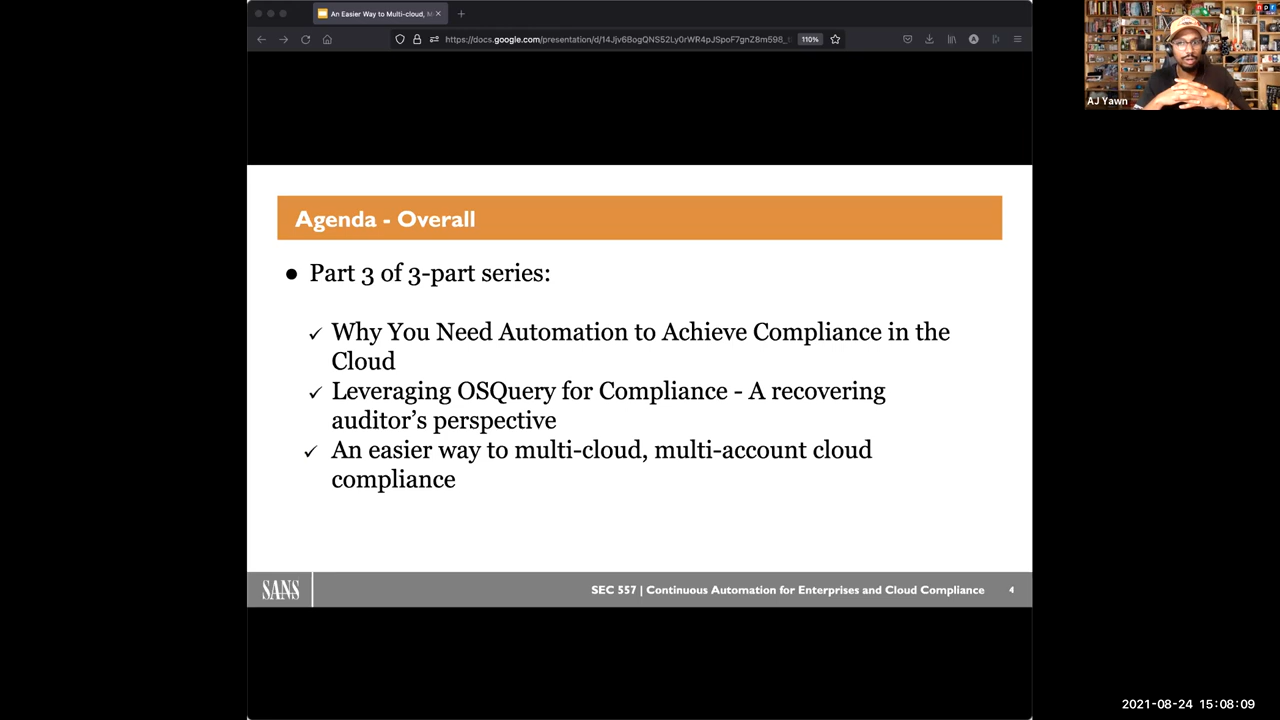 An Easier Way to Multi-cloud, M
https://docs.google.com/presentation/d/14Jjv6BogQNS52Ly0rWR4pJSpoF7gnZ8m598_
110%
npr
AJ Yawn
Agenda - Overall
● Part 3 of 3-part series:
✓ Why You Need Automation to Achieve Compliance in the
Cloud
✓ Leveraging OSQuery for Compliance - A recovering
auditor's perspective
✓ An easier way to multi-cloud, multi-account cloud
compliance
SANS
SEC 557 | Continuous Automation for Enterprises and Cloud Compliance
4
2021-08-24 15:08:09